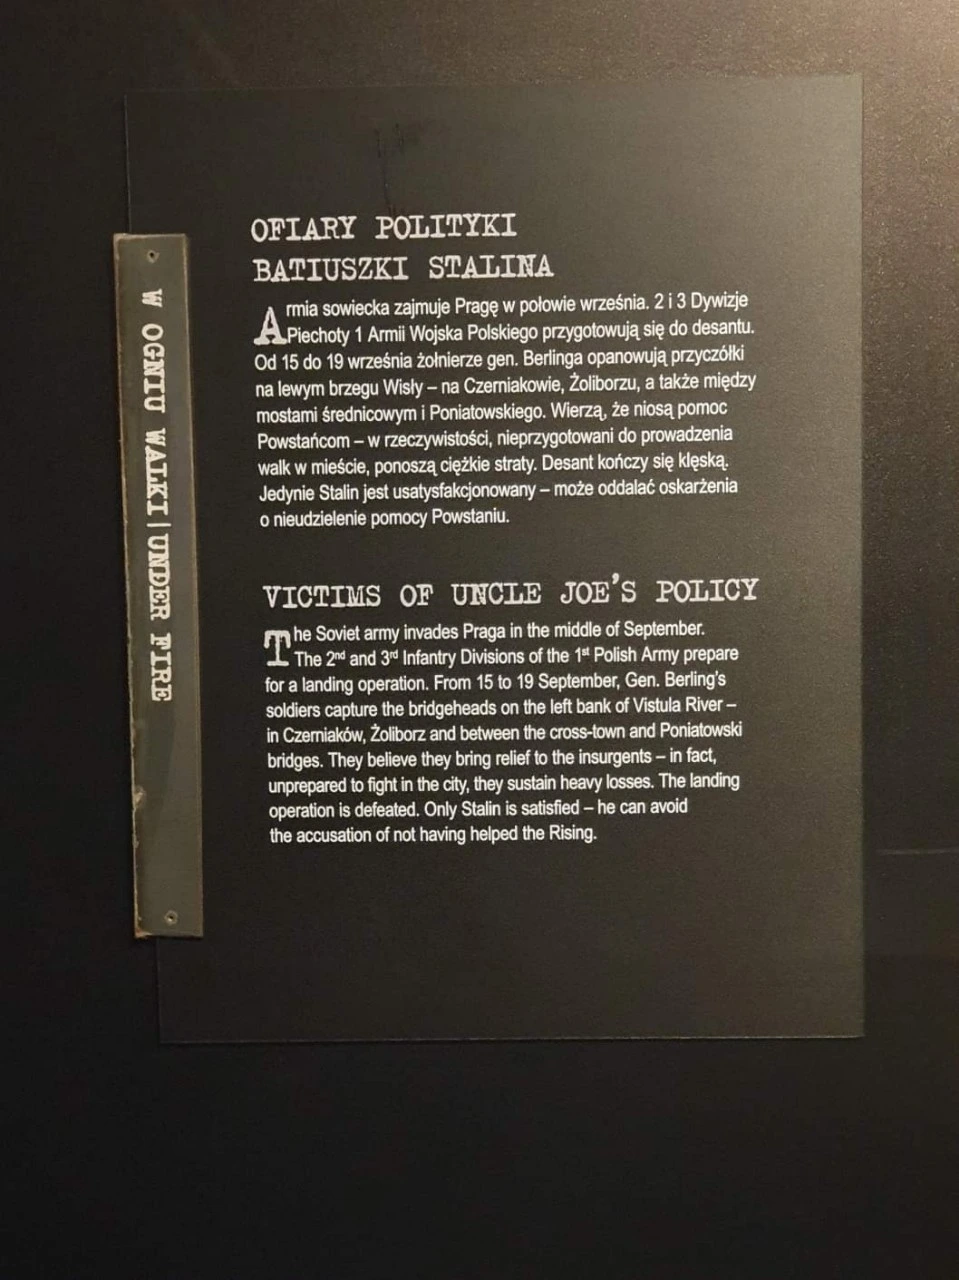 W OGNIU WALKI | UNDER FIRE
OFIARY POLITYKI
BATIUSZKI STALINA
Armia sowiecka zajmuje Pragę w połowie września. 2 i 3 Dywizje
Piechoty 1 Armii Wojska Polskiego przygotowują się do desantu.
Od 15 do 19 września żołnierze gen. Berlinga opanowują przyczółki
na lewym brzegu Wisły – na Czerniakowie, Żoliborzu, a także między
mostami średnicowym i Poniatowskiego. Wierzą, że niosą pomoc
Powstańcom – w rzeczywistości, nieprzygotowani do prowadzenia
walk w mieście, ponoszą ciężkie straty. Desant kończy się klęską.
Jedynie Stalin jest usatysfakcjonowany – może oddalać oskarżenia
o nieudzielenie pomocy Powstaniu.
VICTIMS OF UNCLE JOE'S POLICY
The Soviet army invades Praga in the middle of September.
The 2nd and 3rd Infantry Divisions of the 1st Polish Army prepare
for a landing operation. From 15 to 19 September, Gen. Berling's
soldiers capture the bridgeheads on the left bank of Vistula River –
in Czerniaków, Żoliborz and between the cross-town and Poniatowski
bridges. They believe they bring relief to the insurgents – in fact,
unprepared to fight in the city, they sustain heavy losses. The landing
operation is defeated. Only Stalin is satisfied – he can avoid
the accusation of not having helped the Rising.